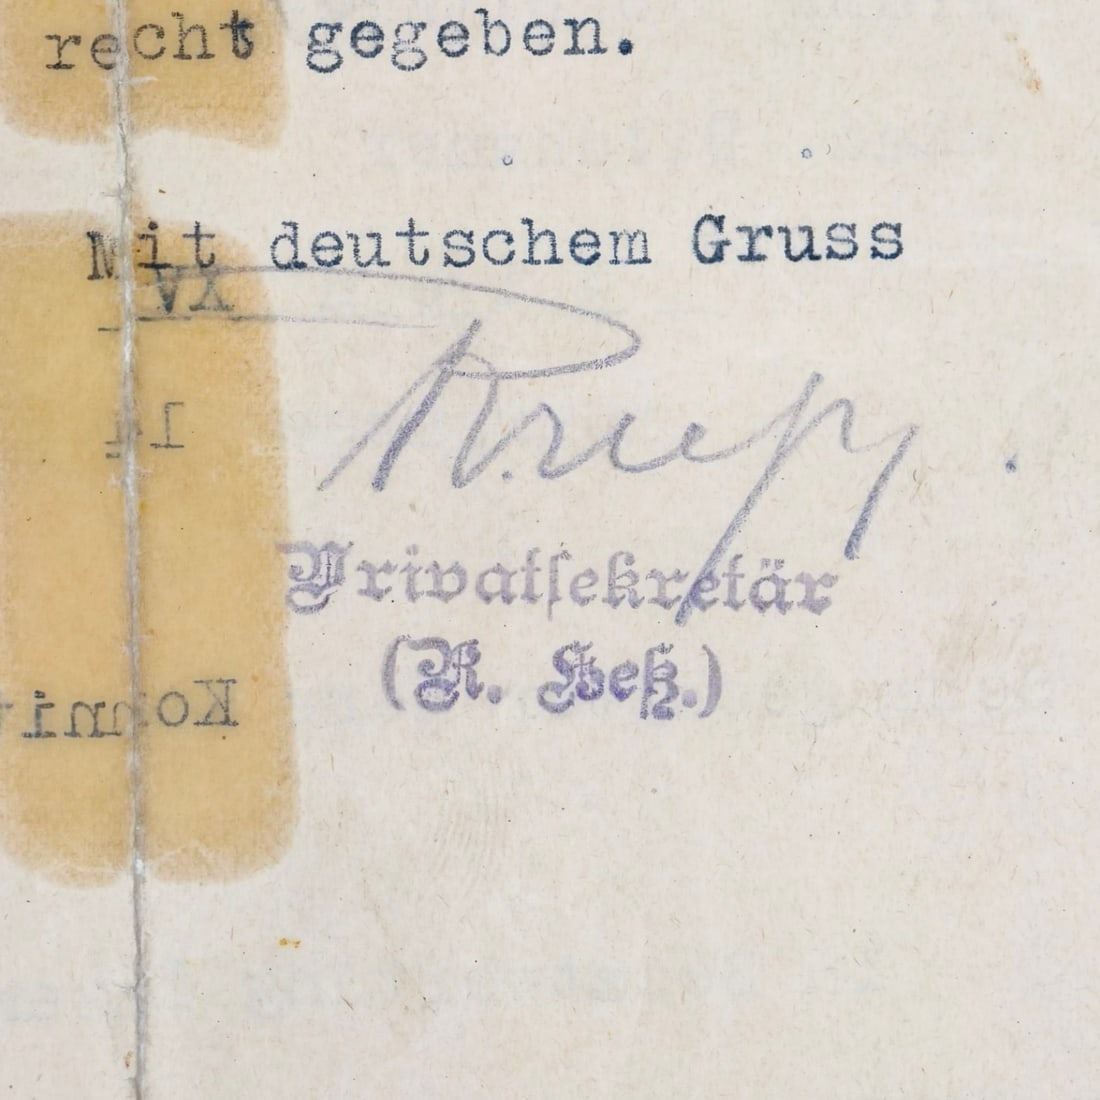 recht gegeben.
Mit deutschem Gruss
Privatsekretär
(R. Heß.)